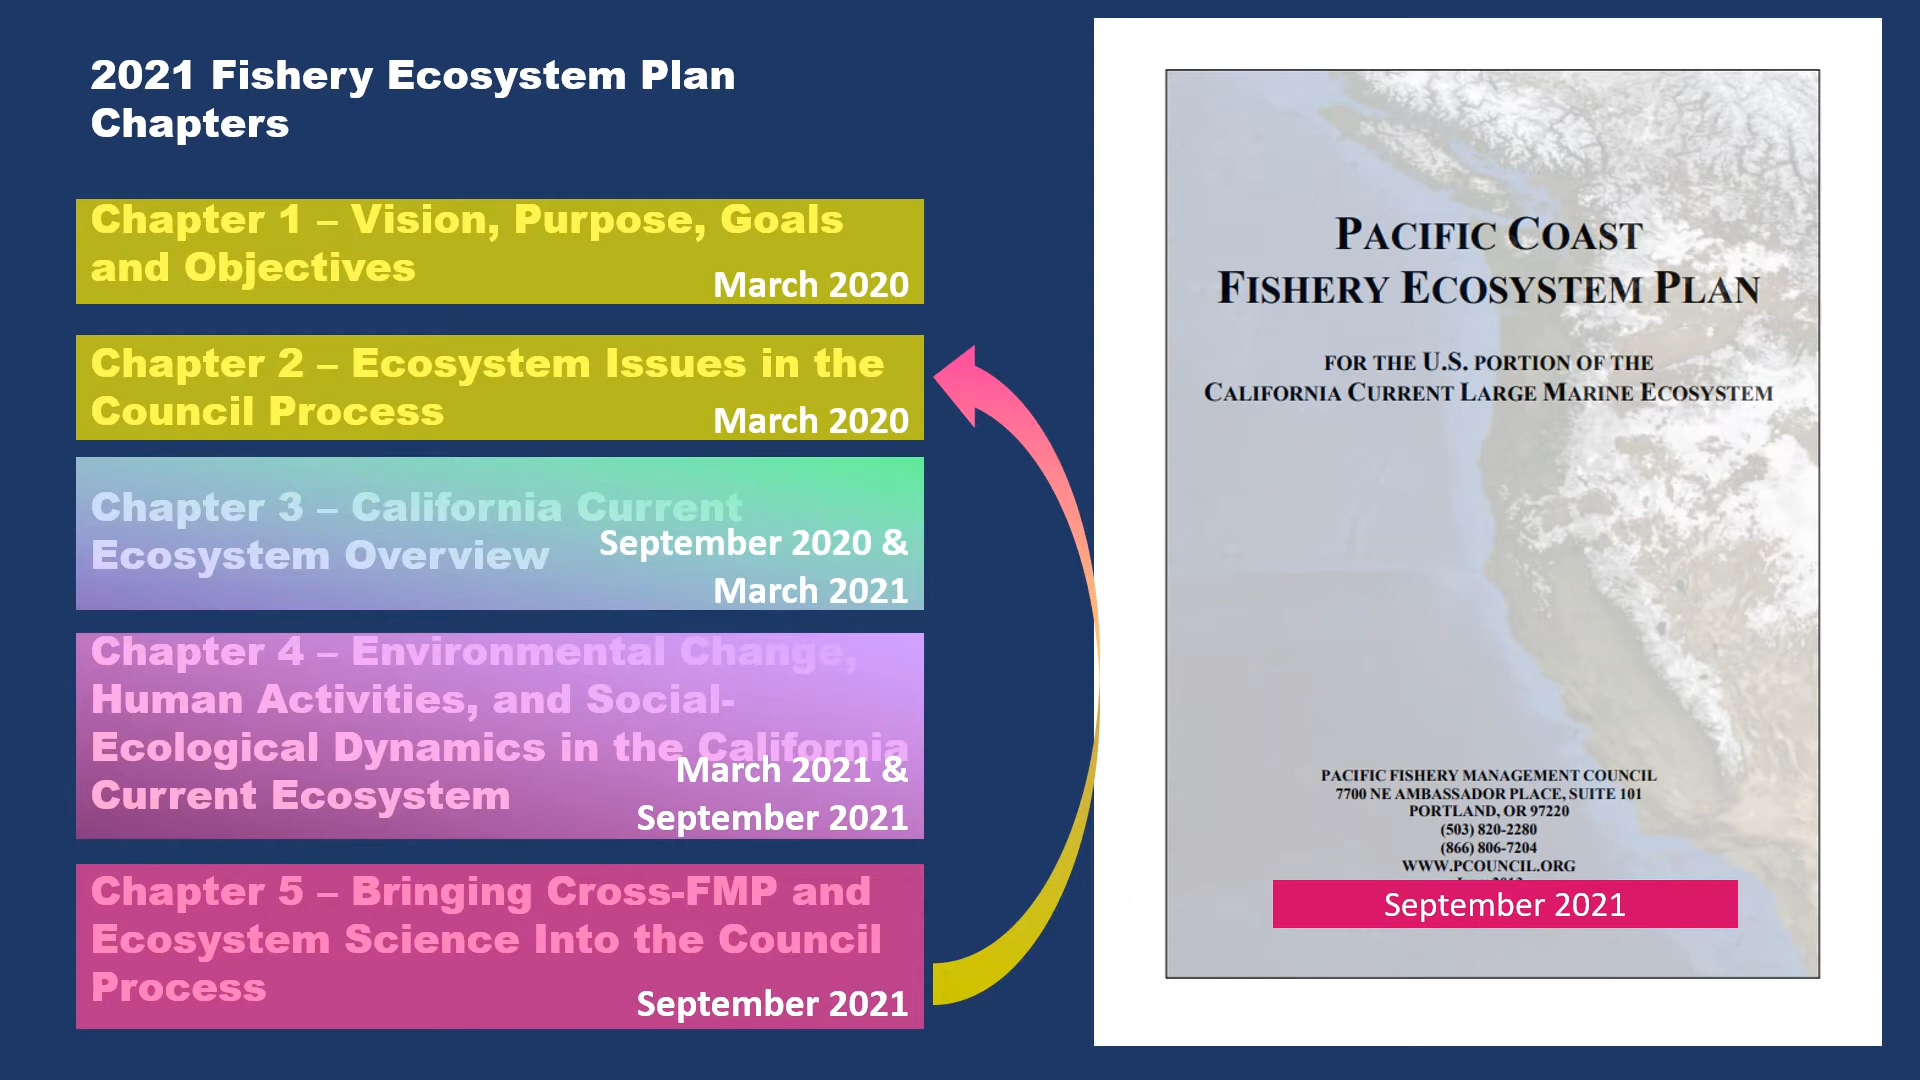 2021 Fishery Ecosystem Plan
Chapters
Chapter 1 – Vision, Purpose, Goals
and Objectives
March 2020
Chapter 2 – Ecosystem Issues in the
Council Process
March 2020
Chapter 3 – California Current
Ecosystem Overview
September 2020 &
March 2021
Chapter 4 – Environmental Change,
Human Activities, and Social-
Ecological Dynamics in the California
Current Ecosystem
March 2021 &
September 2021
Chapter 5 – Bringing Cross-FMP and
Ecosystem Science Into the Council
Process
September 2021
PACIFIC COAST
FISHERY ECOSYSTEM PLAN
FOR THE U.S. PORTION OF THE
CALIFORNIA CURRENT LARGE MARINE ECOSYSTEM
PACIFIC FISHERY MANAGEMENT COUNCIL
7700 NE AMBASSADOR PLACE, SUITE 101
PORTLAND, OR 97220
(503) 820-2280
(866) 806-7204
WWW.PCOUNCIL.ORG
September 2021